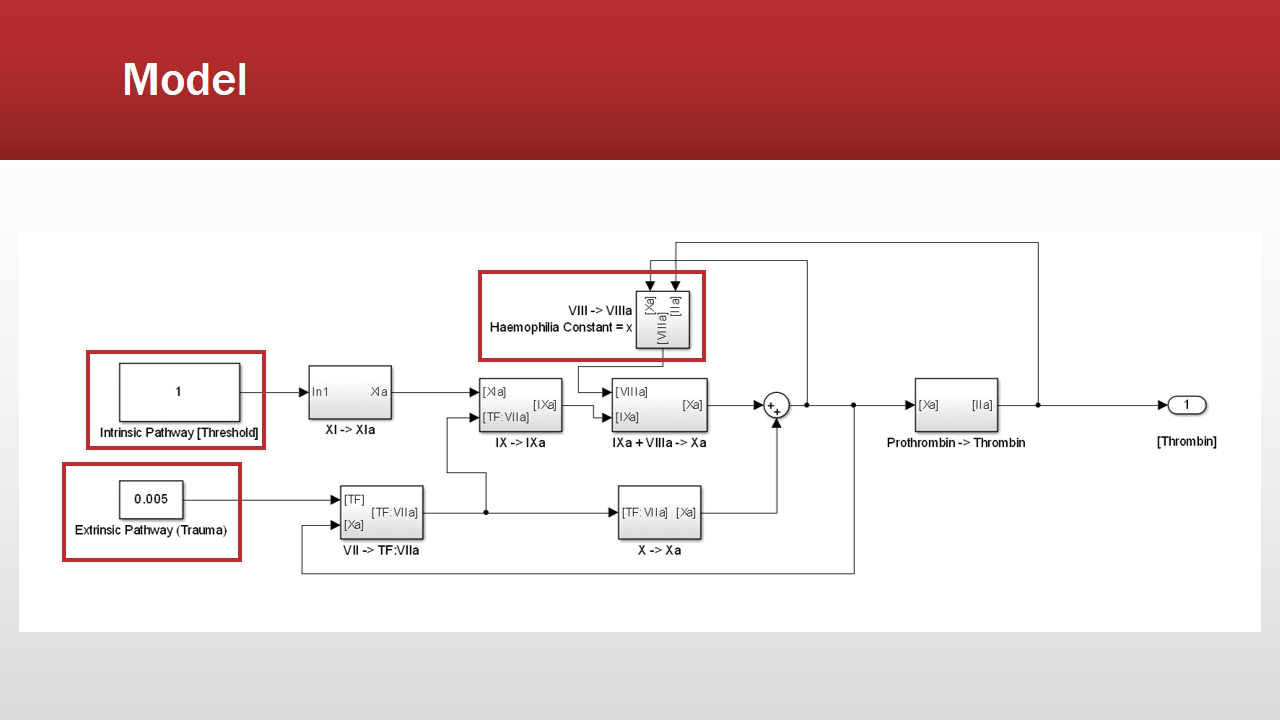 Model
[Xa]
[IIa]
[VIIIa]
VIII -> VIIIa
Haemophilia Constant = x
1
Intrinsic Pathway [Threshold]
In1
XIa
XI -> XIa
[XIa]
[TF:VIIa]
[IXa]
IX -> IXa
[VIIIa]
[IXa]
[Xa]
IXa + VIIIa -> Xa
+
+
[Xa]
[IIa]
Prothrombin -> Thrombin
1
[Thrombin]
0.005
Extrinsic Pathway (Trauma)
[TF]
[Xa]
[TF:VIIa]
VII -> TF:VIIa
[TF:VIIa]
[Xa]
X -> Xa